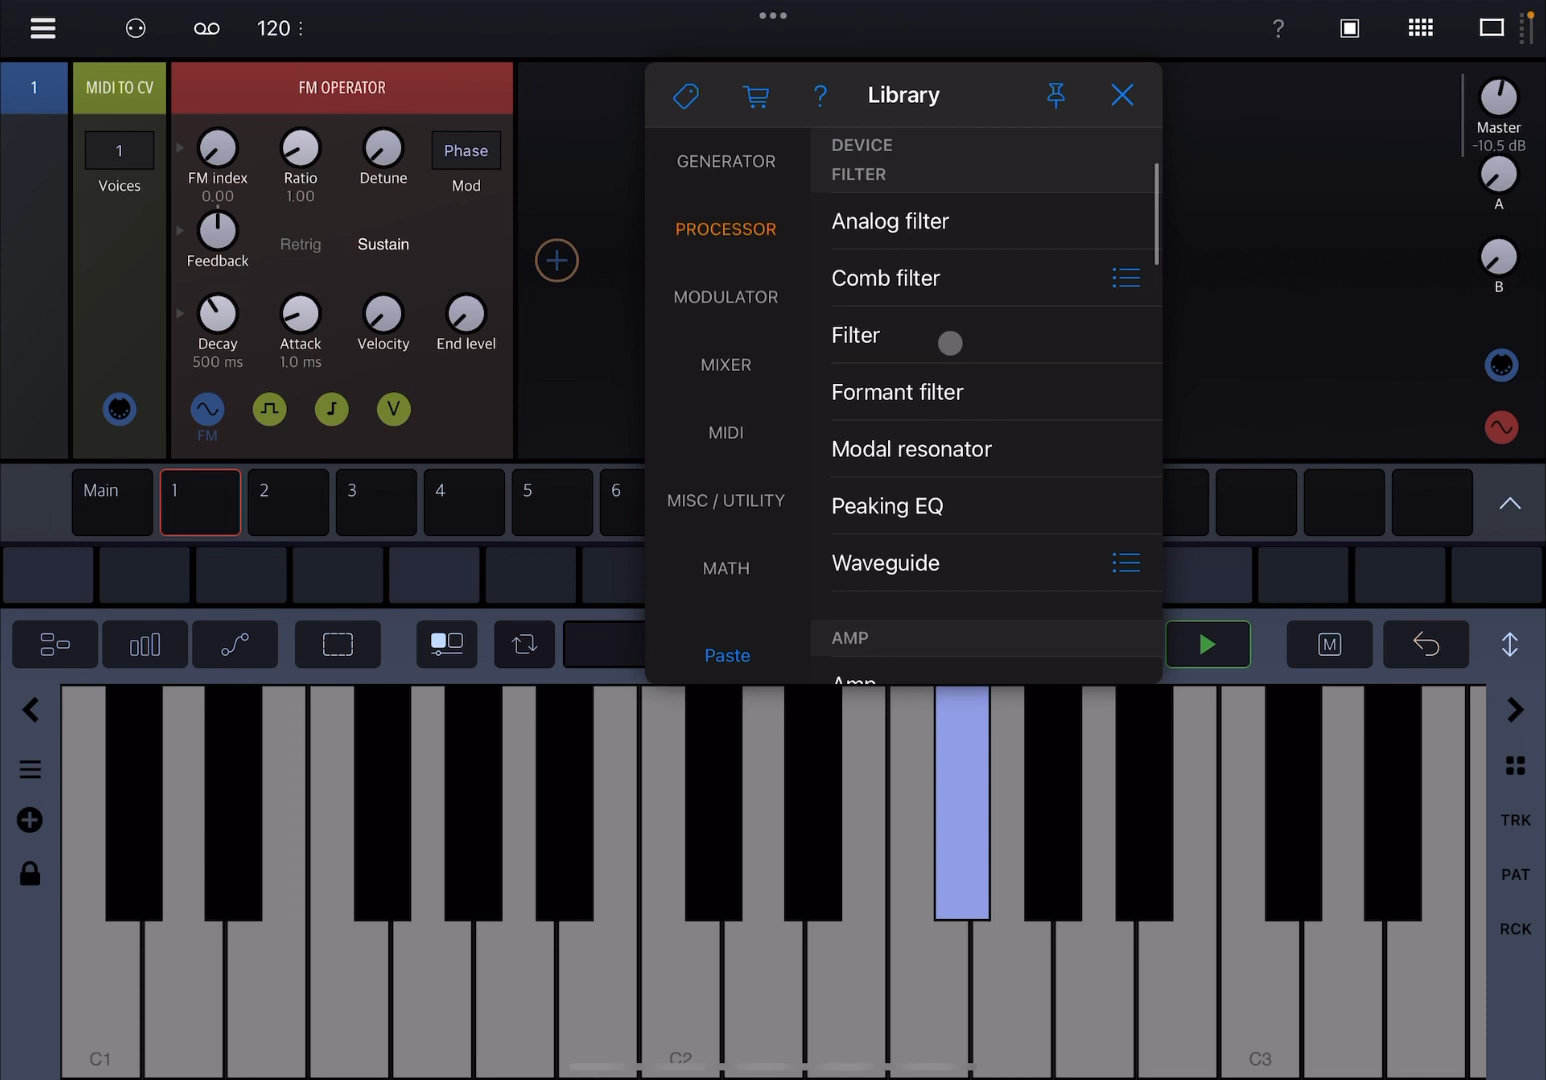 120
?
1
MIDI TO CV
FM OPERATOR
1
Voices
FM index
0.00
Ratio
1.00
Detune
Phase
Mod
Feedback
Retrig
Sustain
Decay
500 ms
Attack
1.0 ms
Velocity
End level
V
FM
?
Library
GENERATOR
PROCESSOR
MODULATOR
MIXER
MIDI
MISC / UTILITY
MATH
Paste
DEVICE
FILTER
Analog filter
Comb filter
Filter
Formant filter
Modal resonator
Peaking EQ
Waveguide
AMP
Amp
Master
-10.5 dB
A
B
Main
1
2
3
4
5
6
M
TRK
PAT
RCK
C1
C2
C3